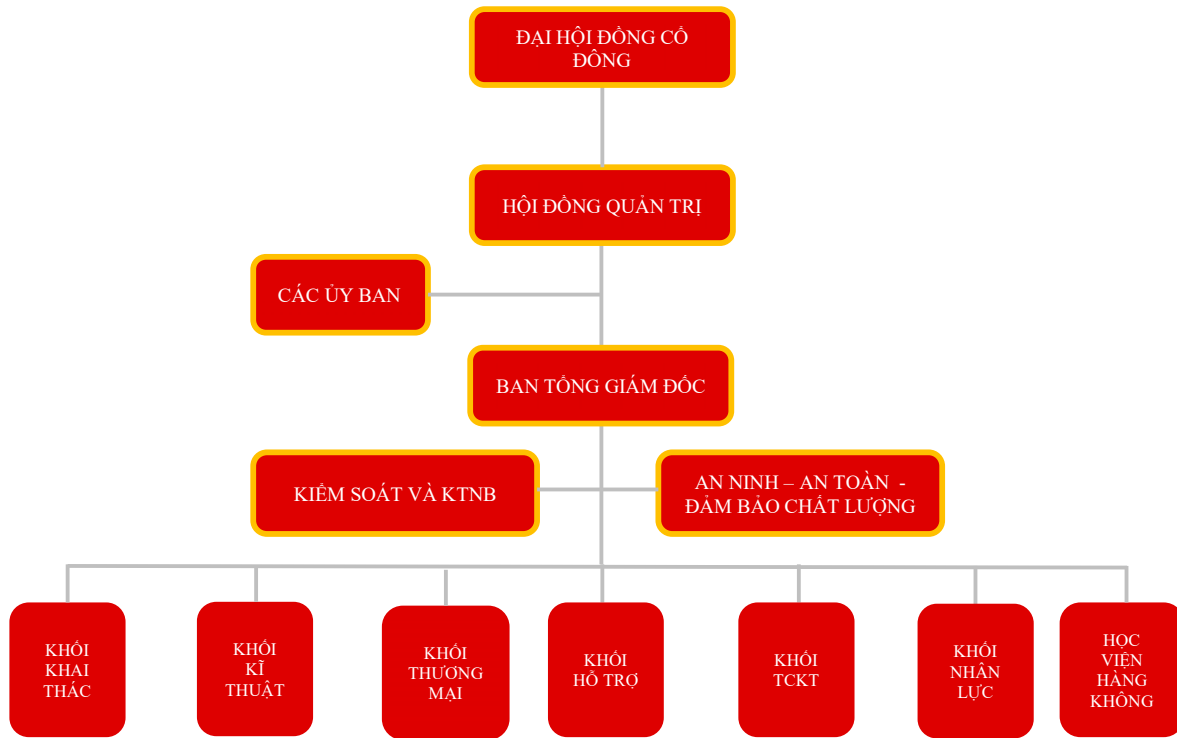 ĐẠI HỘI ĐỒNG CỔ
ĐÔNG
HỘI ĐỒNG QUẢN TRỊ
CÁC ỦY BAN
BAN TỔNG GIÁM ĐỐC
KIỂM SOÁT VÀ KTNB
AN NINH – AN TOÀN -
ĐẢM BẢO CHẤT LƯỢNG
KHỐI
KHAI
THÁC
KHỐI
KĨ
THUẬT
KHỐI
THƯƠNG
MẠI
KHỐI
HỖ TRỢ
KHỐI
TCKT
KHỐI
NHÂN
LỰC
HỌC
VIỆN
HÀNG
KHÔNG